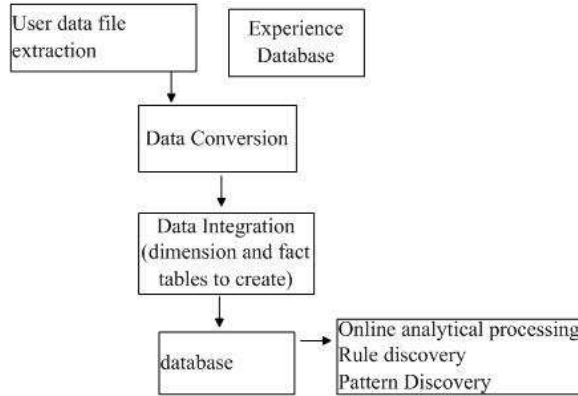 User data file
extraction
Experience
Database
Data Conversion
Data Integration
(dimension and fact
tables to create)
database
Online analytical processing
Rule discovery
Pattern Discovery